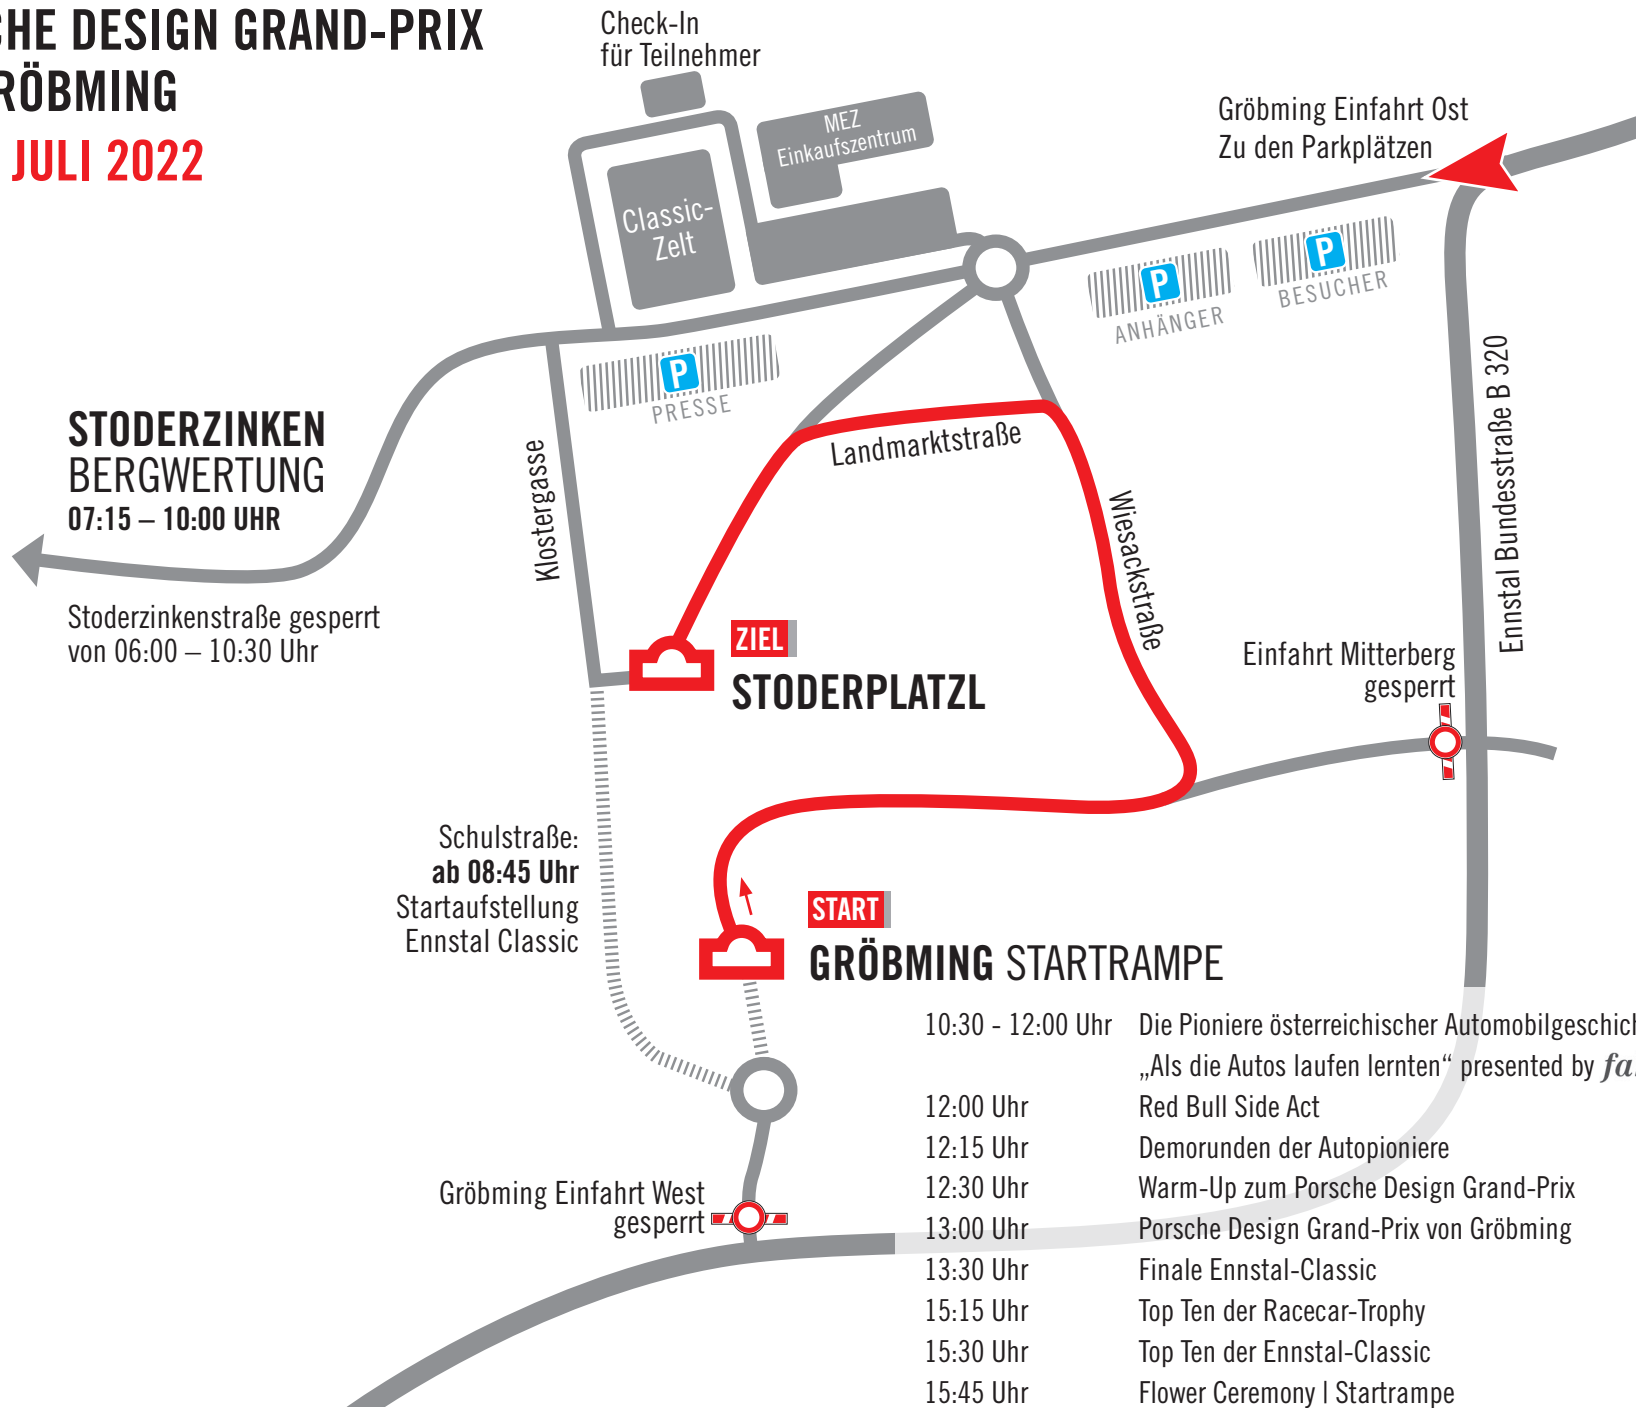 CHE DESIGN GRAND-PRIX
RÖBMING
JULI 2022
Check-In
für Teilnehmer
MEZ
Einkaufszentrum
Classic-
Zelt
Gröbming Einfahrt Ost
Zu den Parkplätzen
P
ANHÄNGER
P
BESUCHER
P
PRESSE
STODERZINKEN
BERGWERTUNG
07:15 – 10:00 UHR
Stoderzinkenstraße gesperrt
von 06:00 – 10:30 Uhr
Klostergasse
Landmarktstraße
Wiesackstraße
Ennstal Bundesstraße B 320
ZIEL
STODERPLATZL
Einfahrt Mitterberg
gesperrt
Schulstraße:
ab 08:45 Uhr
Startaufstellung
Ennstal Classic
START
GRÖBMING STARTRAMPE
10:30 - 12:00 Uhr Die Pioniere österreichischer Automobilgeschich
„Als die Autos laufen lernten“ presented by fa
12:00 Uhr Red Bull Side Act
12:15 Uhr Demorunden der Autopioniere
12:30 Uhr Warm-Up zum Porsche Design Grand-Prix
13:00 Uhr Porsche Design Grand-Prix von Gröbming
13:30 Uhr Finale Ennstal-Classic
15:15 Uhr Top Ten der Racecar-Trophy
15:30 Uhr Top Ten der Ennstal-Classic
15:45 Uhr Flower Ceremony | Startrampe
Gröbming Einfahrt West
gesperrt